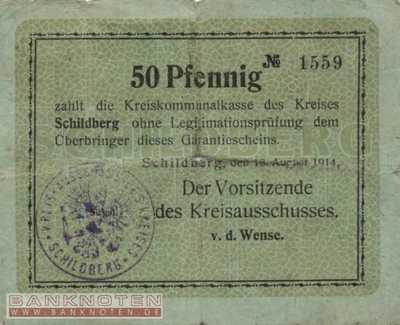 № 1559
50 Pfennig
zahlt die Kreiskommunalkasse des Kreises
Schildberg ohne Legitimationsprüfung dem
Überbringer dieses Garantiescheins.
Schildberg, den 18. August 1914.
Der Vorsitzende
des Kreisausschusses.
v. d. Wense.
SCHILDBERG
BANKNOTEN
WWW.BANKNOTEN.DE